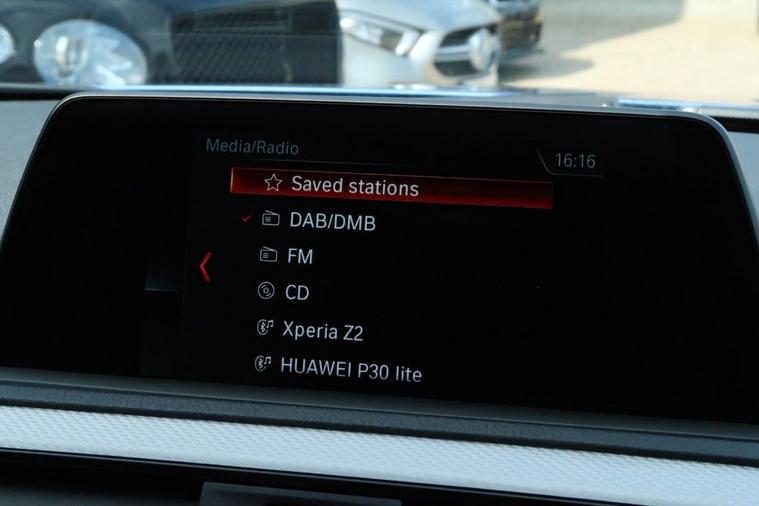 Media/Radio
16:16
Saved stations
DAB/DMB
FM
CD
Xperia Z2
HUAWEI P30 lite